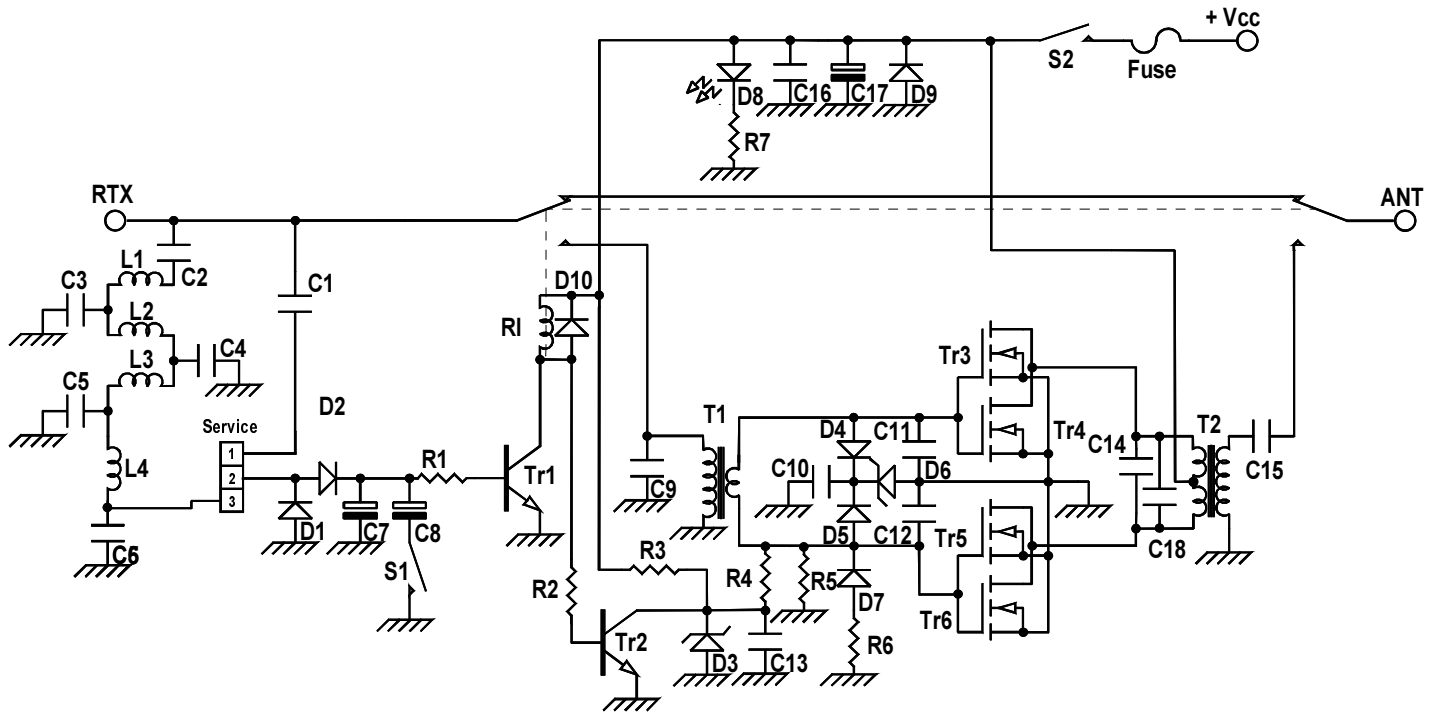 + Vcc
S2
Fuse
D8
C16
C17
D9
R7
RTX
ANT
L1
C2
C3
C1
D10
L2
Rl
L3
C4
Tr3
C5
D2
T1
D4
C11
Tr4
T2
Service
1
C14
L4
2
R1
Tr1
C10
D6
C15
3
C9
D1
C7
C8
D5
C12
Tr5
C18
C6
R3
S1
R2
R4
R5
D7
Tr6
Tr2
D3
C13
R6